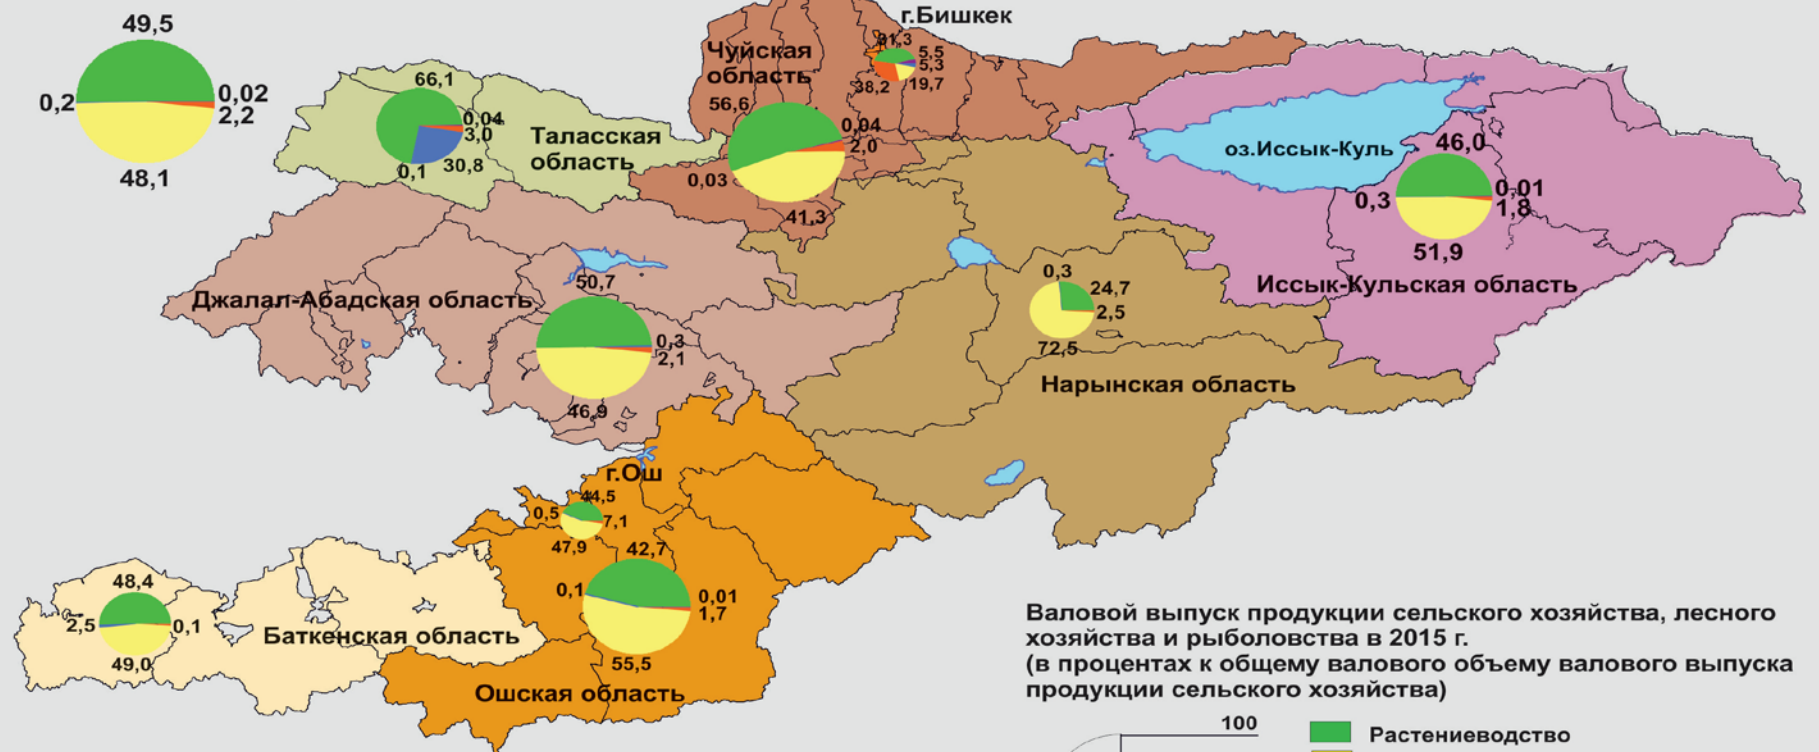 49,5
0,2
0,02
2,2
48,1
66,1
0,04
3,0
30,8
0,1
Таласская
область
Чуйская
область
56,6
0,04
2,0
0,03
41,3
г.Бишкек
31,3
5,5
5,3
19,7
38,2
оз.Иссык-Куль
46,0
0,01
1,8
0,3
51,9
Иссык-Кульская область
Джалал-Абадская область
50,7
0,3
2,1
46,9
0,3
24,7
2,5
72,5
Нарынская область
г.Ош
44,5
0,5
7,1
47,9
42,7
0,1
0,01
1,7
55,5
Ошская область
48,4
2,5
0,1
49,0
Баткенская область
Валовой выпуск продукции сельского хозяйства, лесного
хозяйства и рыболовства в 2015 г.
(в процентах к общему валового объему валового выпуска
продукции сельского хозяйства)
100
Растениеводство